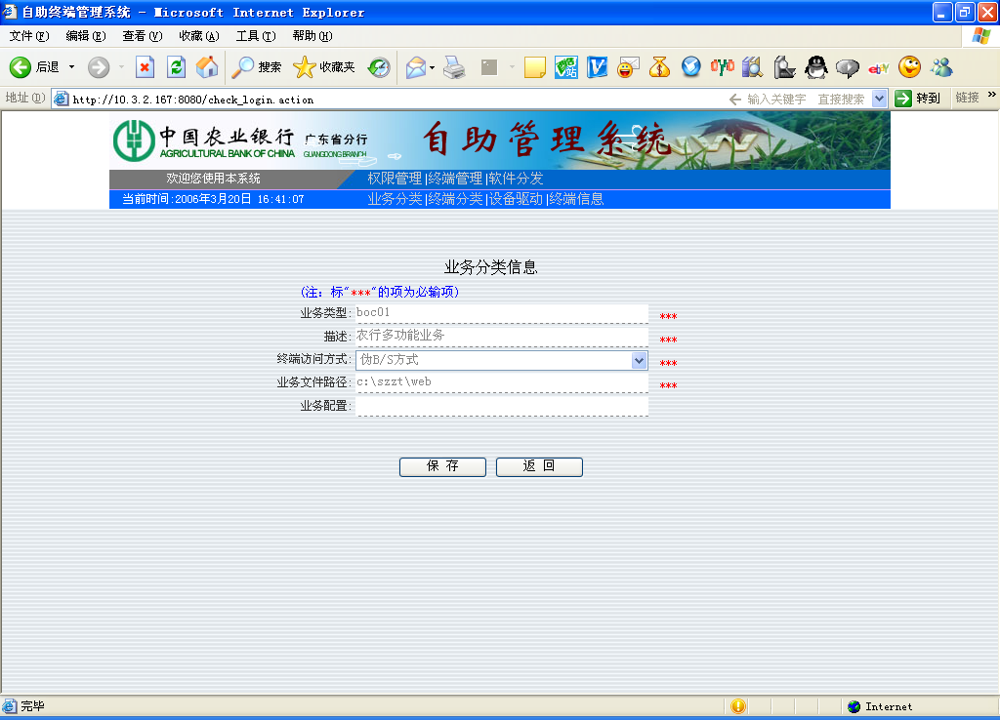 自助终端管理系统 - Microsoft Internet Explorer
文件(F) 编辑(E) 查看(V) 收藏(A) 工具(T) 帮助(H)
后退 搜索 收藏夹
地址(D) http://10.3.2.167:8080/check_login.action 输入关键字 直接搜索 转到 链接 »
中国农业银行 广东省分行 自助管理系统
AGRICULTURAL BANK OF CHINA GUANGDONG BRANCH
欢迎您使用本系统 权限管理|终端管理|软件分发
当前时间:2006年3月20日 16:41:07 业务分类|终端分类|设备驱动|终端信息
业务分类信息
(注: 标"***"的项为必输项)
业务类型: boc01 ***
描述: 农行多功能业务 ***
终端访问方式: 伪B/S方式 ***
业务文件路径: c:\szzt\web ***
业务配置:
保存 返回
完毕 Internet